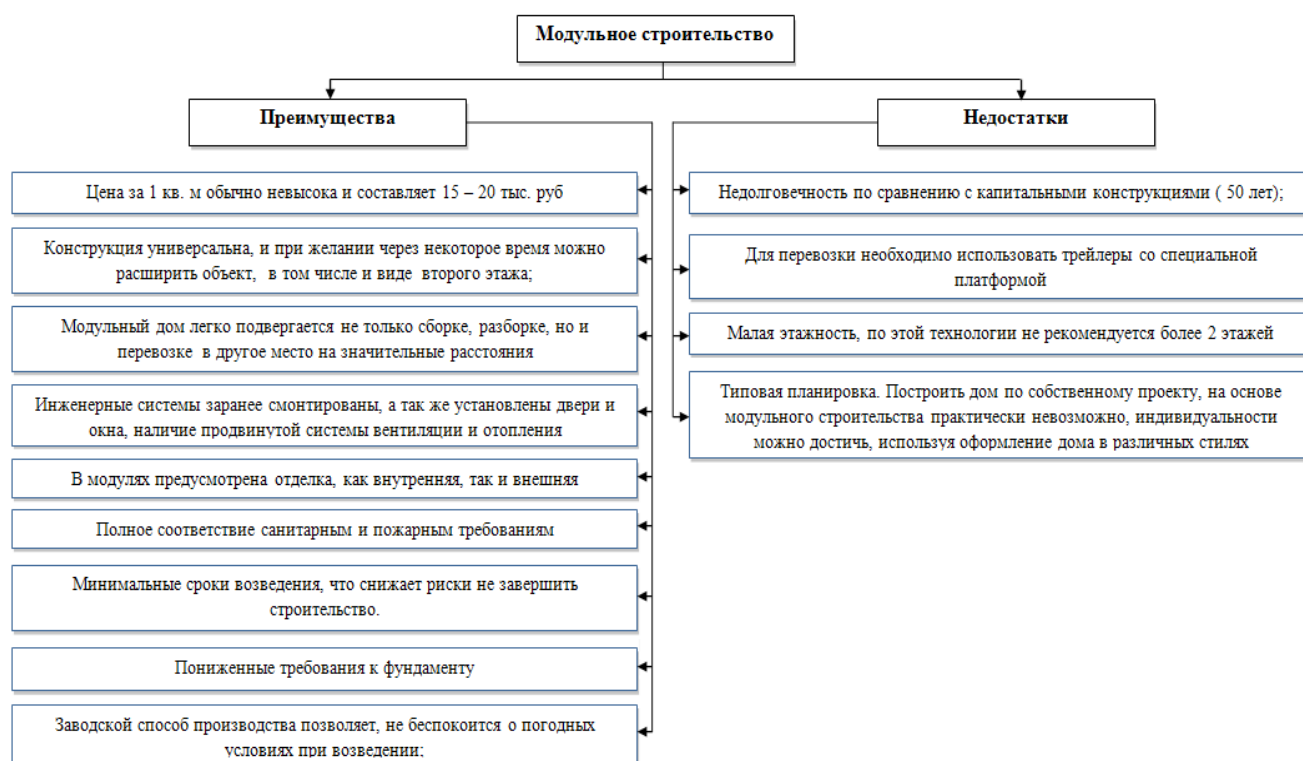 Модульное строительство
Преимущества
Недостатки
Цена за 1 кв. м обычно невысока и составляет 15 – 20 тыс. руб
Конструкция универсальна, и при желании через некоторое время можно
расширить объект, в том числе и виде второго этажа;
Модульный дом легко подвергается не только сборке, разборке, но и
перевозке в другое место на значительные расстояния
Инженерные системы заранее смонтированы, а так же установлены двери и
окна, наличие продвинутой системы вентиляции и отопления
В модулях предусмотрена отделка, как внутренняя, так и внешняя
Полное соответствие санитарным и пожарным требованиям
Минимальные сроки возведения, что снижает риски не завершить
строительство.
Пониженные требования к фундаменту
Заводской способ производства позволяет, не беспокоится о погодных
условиях при возведении;
Недолговечность по сравнению с капитальными конструкциями ( 50 лет);
Для перевозки необходимо использовать трейлеры со специальной
платформой
Малая этажность, по этой технологии не рекомендуется более 2 этажей
Типовая планировка. Построить дом по собственному проекту, на основе
модульного строительства практически невозможно, индивидуальности
можно достичь, используя оформление дома в различных стилях